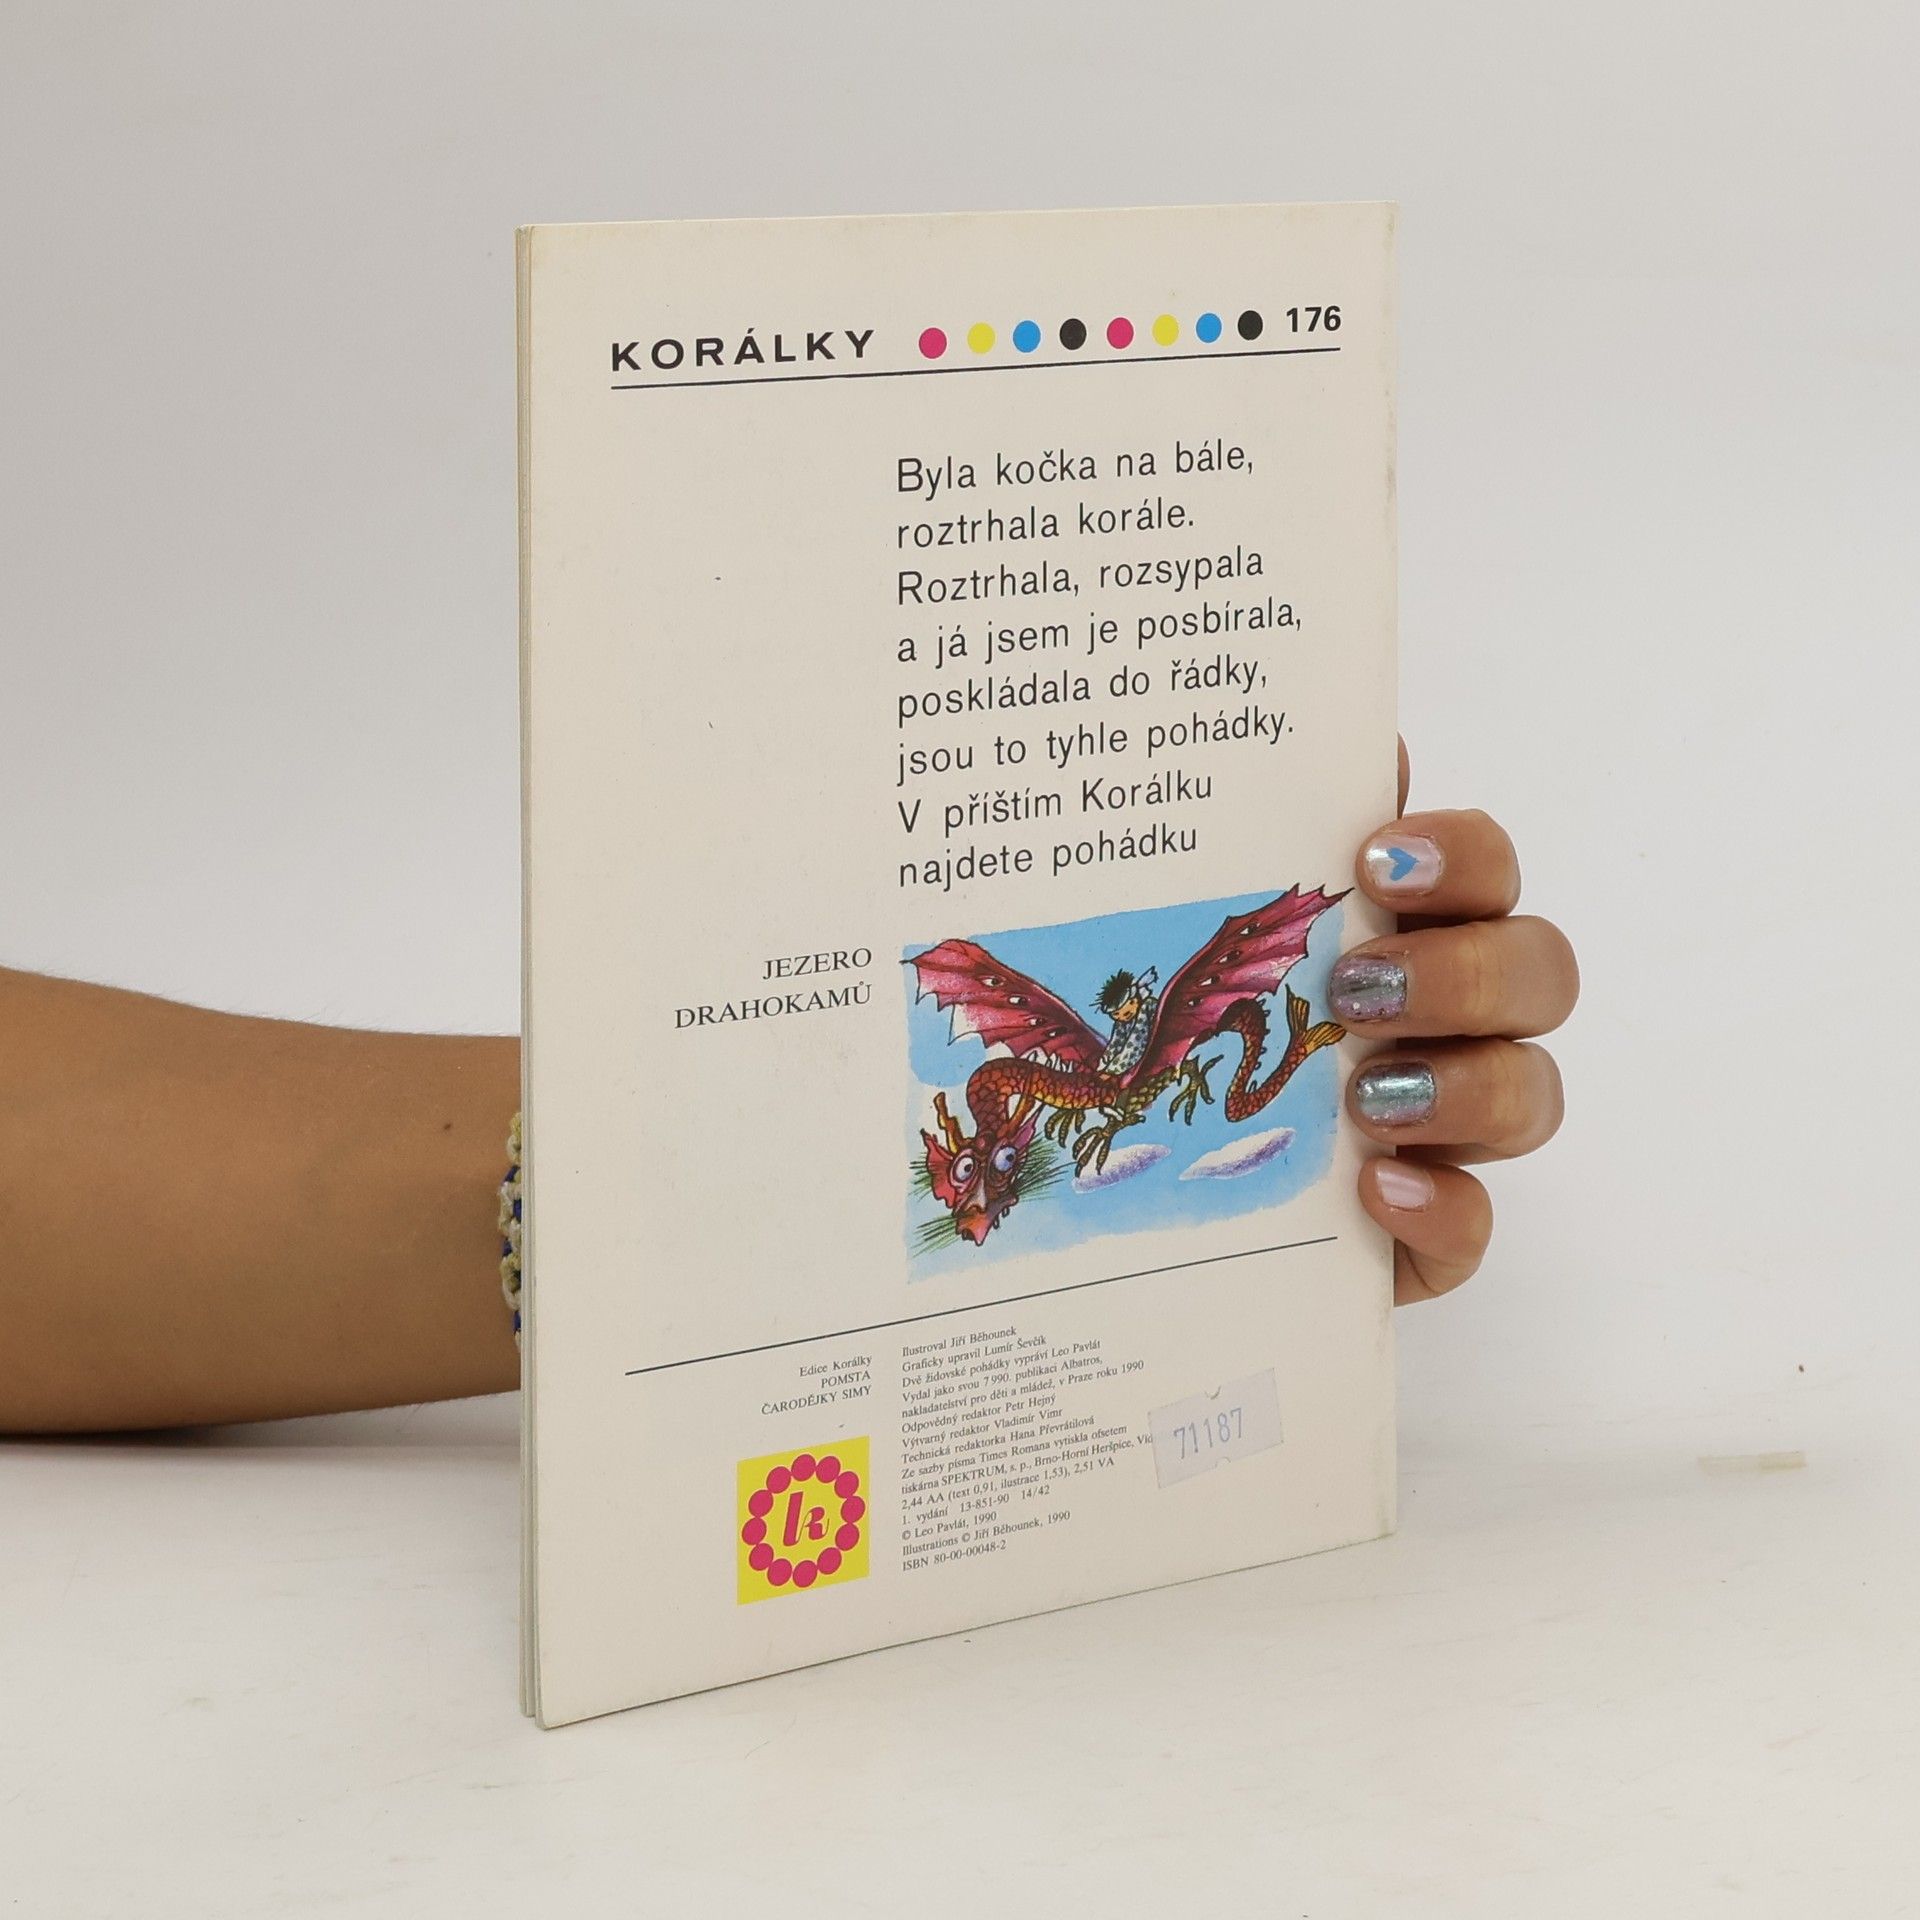 KORÁLKY 176
Byla kočka na bále,
roztrhala korále.
Roztrhala, rozsypala
a já jsem je posbírala,
poskládala do řádky,
jsou to tyhle pohádky.
V příštím Korálku
najdete pohádku
JEZERO
DRAHOKAMŮ
Edice Korálky
POMSTA
ČARODĚJKY SIMY
k
Ilustroval Jiří Běhounek
Graficky upravil Lumír Ševčík
Dvě židovské pohádky vypráví Leo Pavlát
Vydal jako svou 7 990. publikaci Albatros,
nakladatelství pro děti a mládež, v Praze roku 1990
Odpovědný redaktor Petr Hejný
Výtvarný redaktor Vladimír Vimr
Technická redaktorka Hana Převrátilová
Ze sazby písma Times Romana vytiskla ofsetem
tiskárna SPEKTRUM, s. p., Brno-Horní Heršpice, Víd
2,44 AA (text 0,91, ilustrace 1,53), 2,51 VA
1. vydání 13-851-90 14/42
© Leo Pavlát, 1990
Illustrations © Jiří Běhounek, 1990
ISBN 80-00-00048-2
71187